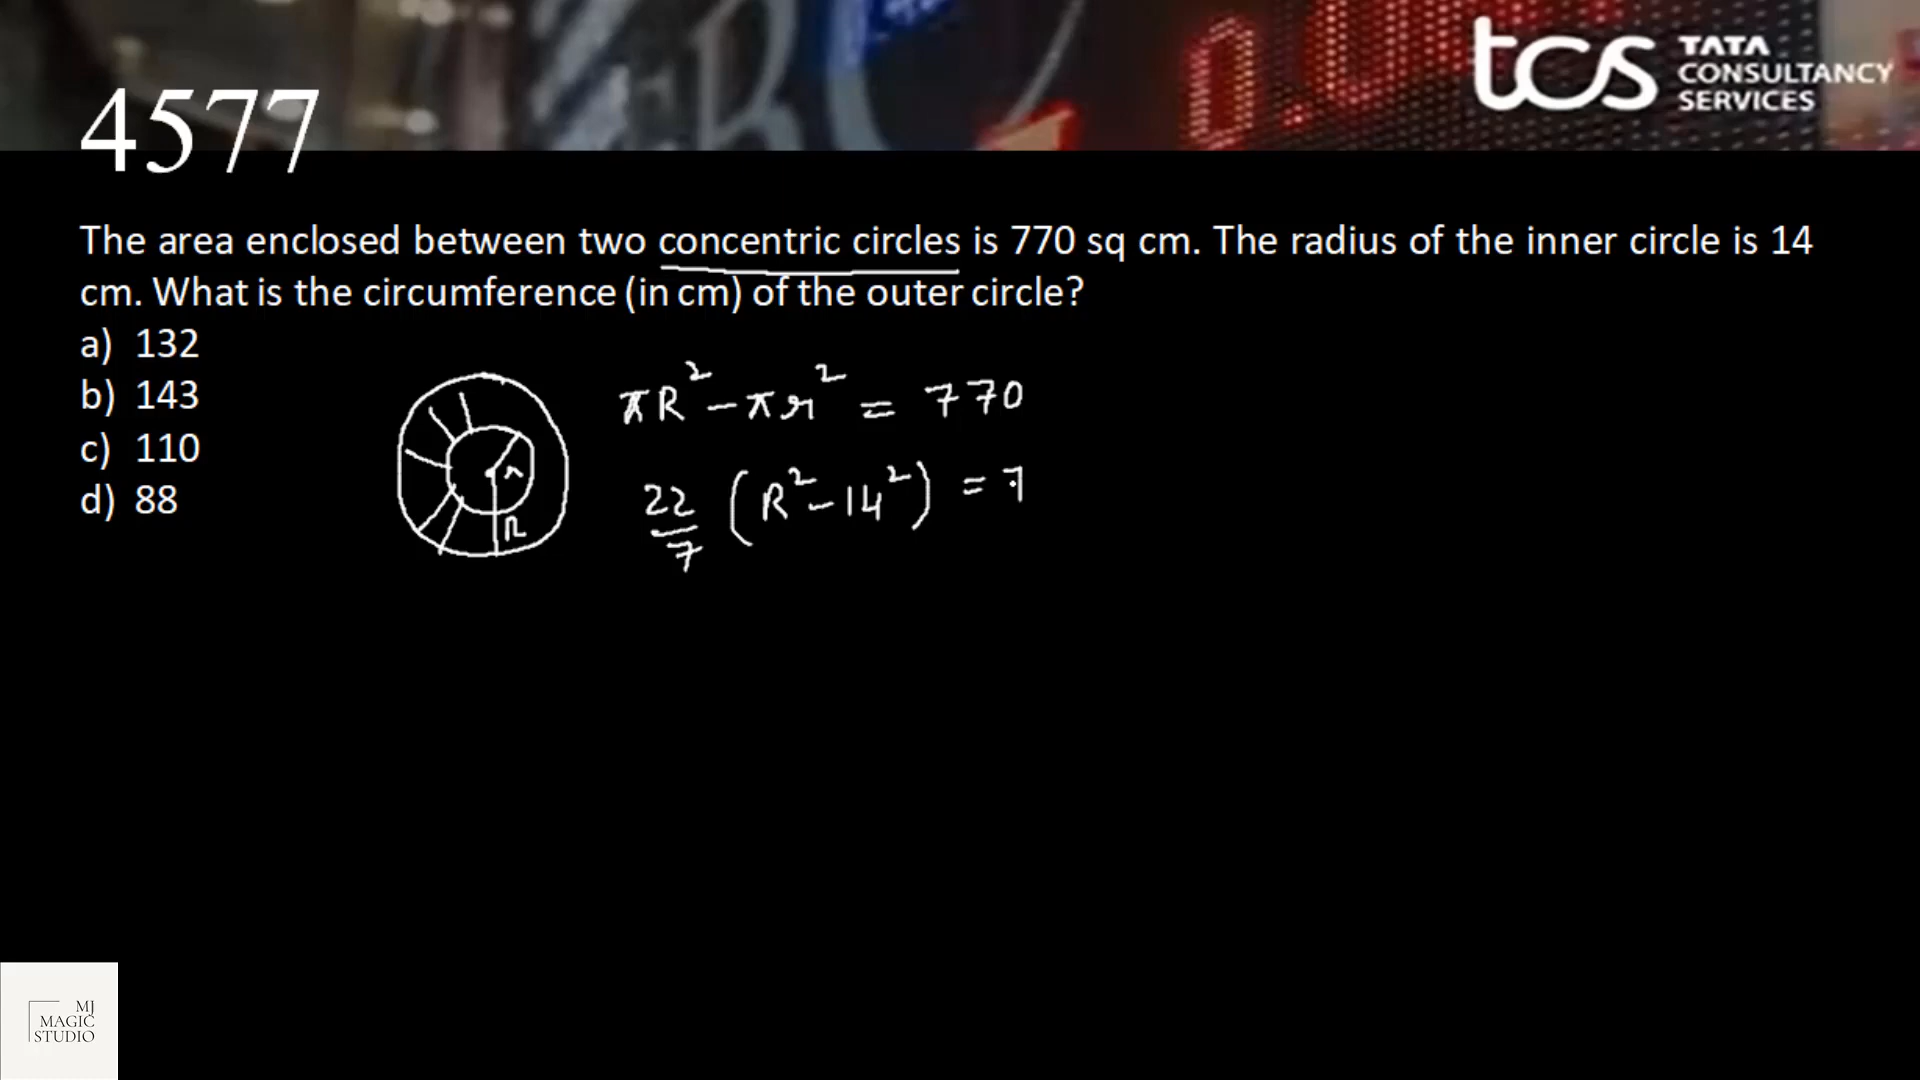 tcs TATA
CONSULTANCY
SERVICES
4577
The area enclosed between two concentric circles is 770 sq cm. The radius of the inner circle is 14
cm. What is the circumference (in cm) of the outer circle?
a) 132
b) 143
c) 110
d) 88
πR² - πr² = 770
22/7 (R² - 14²) = 7
r
R
MJ
MAGIC
STUDIO